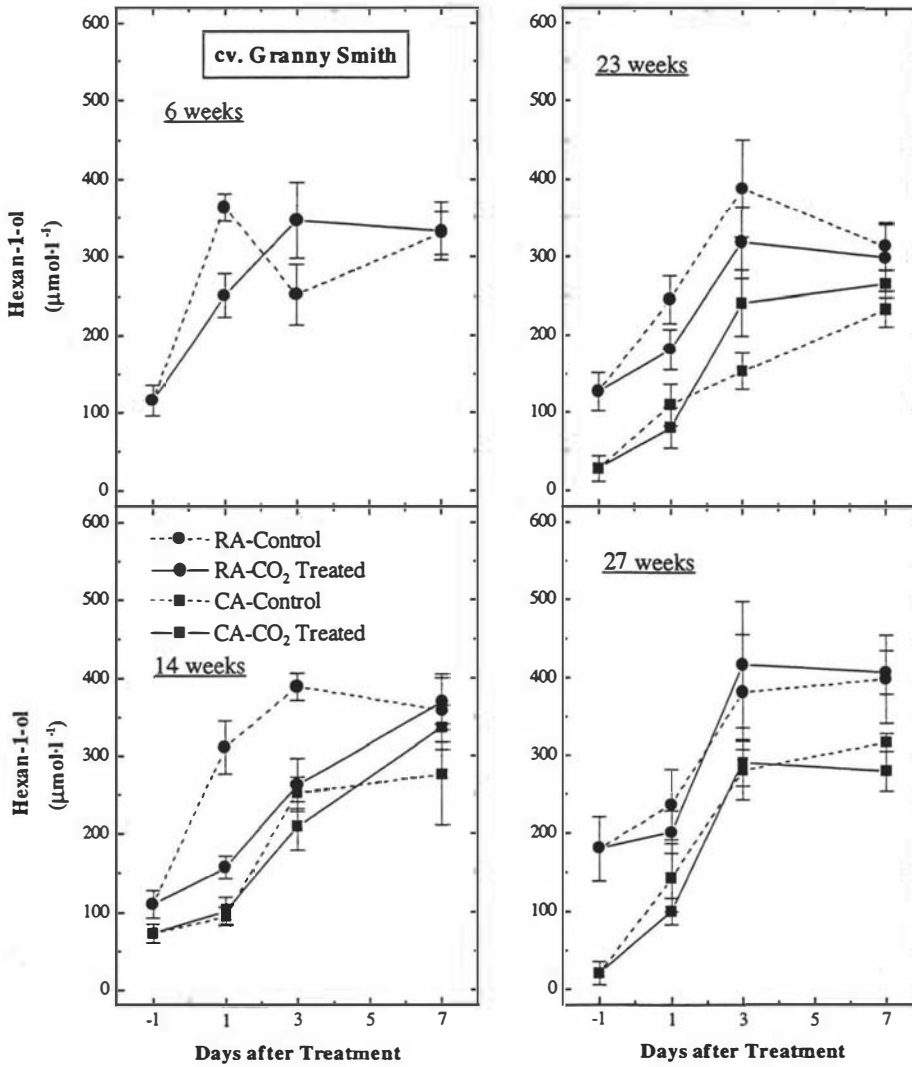 600
500
400
300
200
100
0
Hexan-1-ol
(μmol·l⁻¹)
cv. Granny Smith
6 weeks
600
500
400
300
200
100
0
23 weeks
600
500
400
300
200
100
0
Hexan-1-ol
(μmol·l⁻¹)
RA-Control
RA-CO₂ Treated
CA-Control
CA-CO₂ Treated
14 weeks
-1 1 3 5 7
Days after Treatment
600
500
400
300
200
100
0
27 weeks
-1 1 3 5 7
Days after Treatment